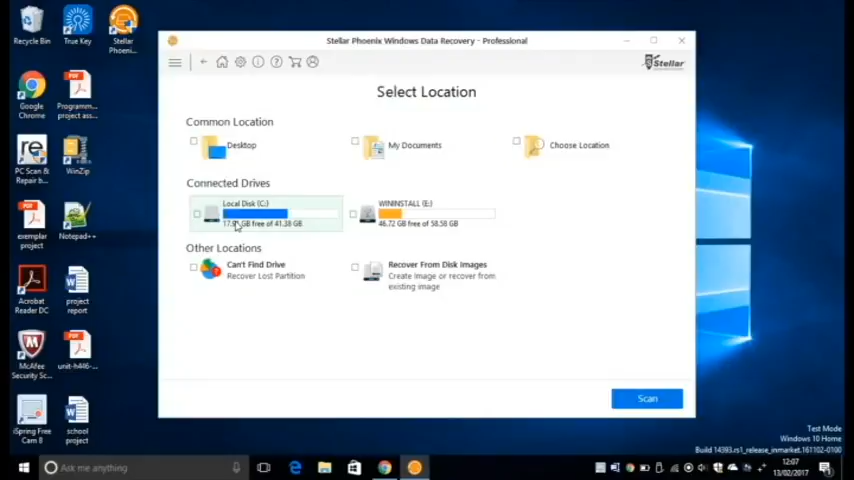 Recycle Bin
True Key
Stellar Phoeni...
Stellar Phoenix Windows Data Recovery - Professional
Stellar
Google Chrome
Programm... project ass...
Select Location
Common Location
Desktop
My Documents
Choose Location
PC Scan & Repair b...
WinZip
Connected Drives
Local Disk (C:)
GB free of 41.38 GB
WININSTALL (E:)
46.72 GB free of 58.58 GB
exemplar project
Notepad++
Other Locations
Can't Find Drive
Recover Lost Partition
Recover From Disk Images
Create Image or recover from
existing image
Acrobat Reader DC
project report
McAfee Security Sc...
unit-h446-...
Scan
iSpring Free Cam 8
school project
Test Mode
Windows 10 Home
Build 14393.rs1_release_inmarket.161102-0100
Ask me anything
12:07
13/02/2017